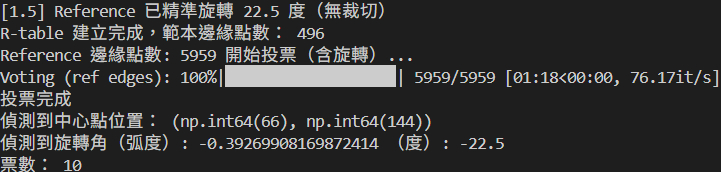 [1.5] Reference 已精準旋轉 22.5 度（無裁切）
R-table 建立完成，範本邊緣點數： 496
Reference 邊緣點數: 5959 開始投票（含旋轉）...
Voting (ref edges): 100%|██████████| 5959/5959 [01:18<00:00, 76.17it/s]
投票完成
偵測到中心點位置： (np.int64(66), np.int64(144))
偵測到旋轉角（弧度）: -0.39269908169872414 （度）: -22.5
票數： 10